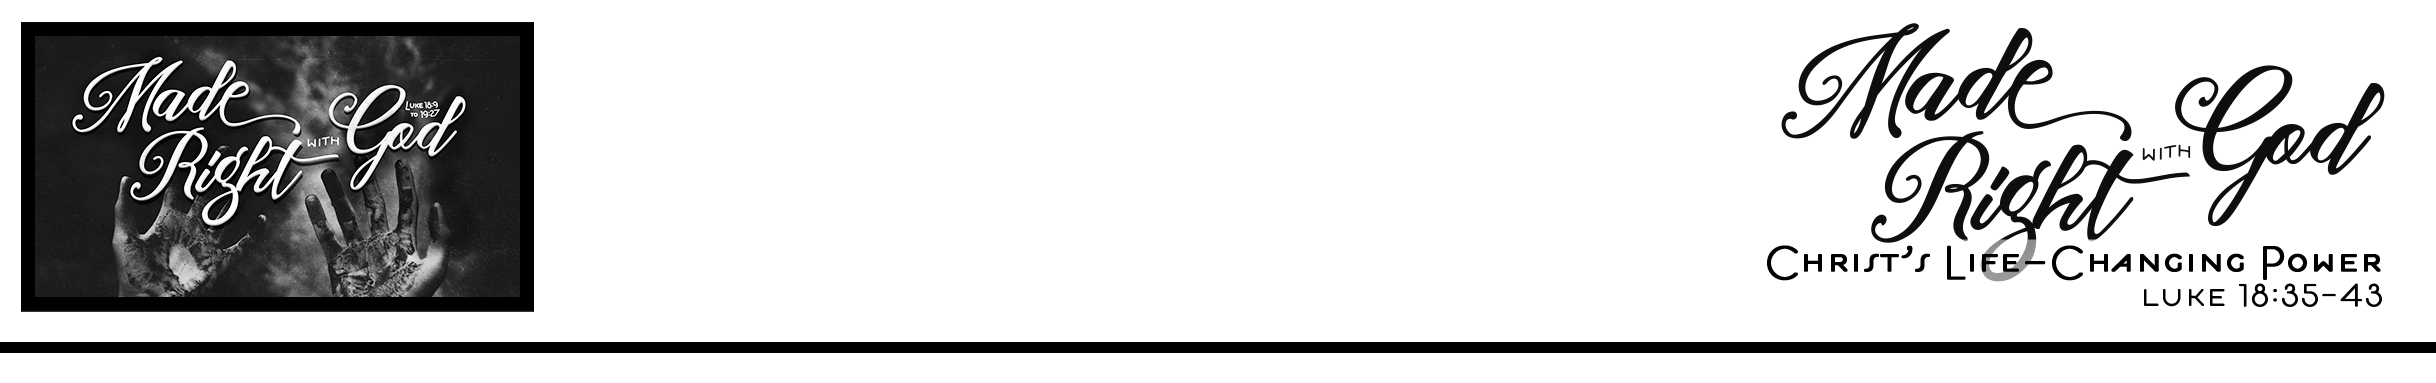 Made
Right with God
Luke 18:9
to 19:27
Made
Right with God
Christ's Life-Changing Power
Luke 18:35-43